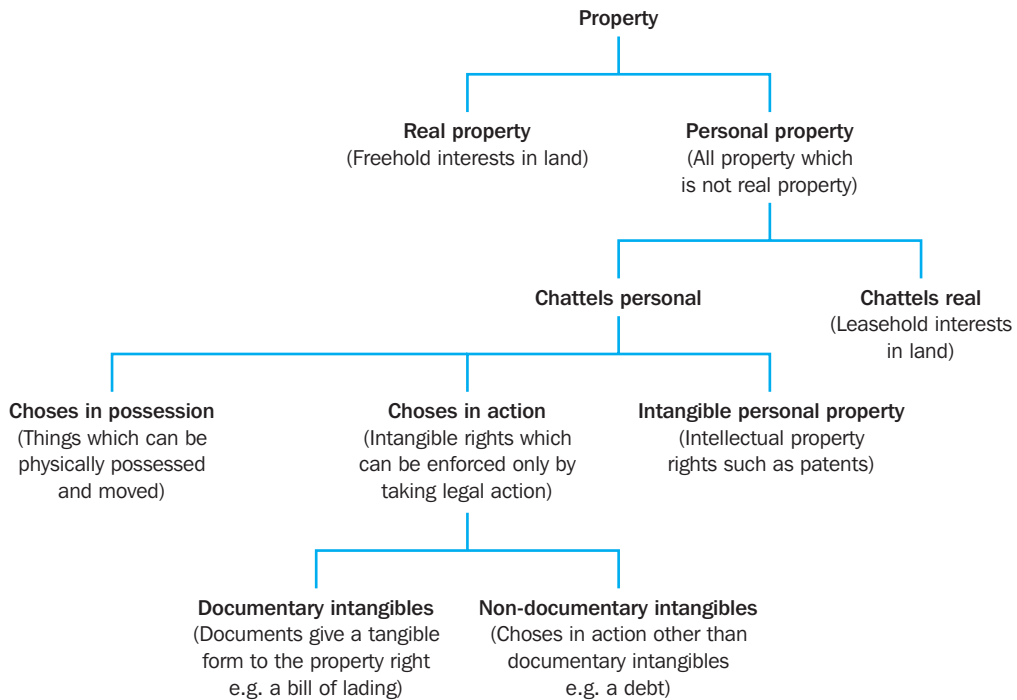 Property
Real property
(Freehold interests in land)
Personal property
(All property which
is not real property)
Chattels personal
Chattels real
(Leasehold interests
in land)
Choses in possession
(Things which can be
physically possessed
and moved)
Choses in action
(Intangible rights which
can be enforced only by
taking legal action)
Intangible personal property
(Intellectual property
rights such as patents)
Documentary intangibles
(Documents give a tangible
form to the property right
e.g. a bill of lading)
Non-documentary intangibles
(Choses in action other than
documentary intangibles
e.g. a debt)